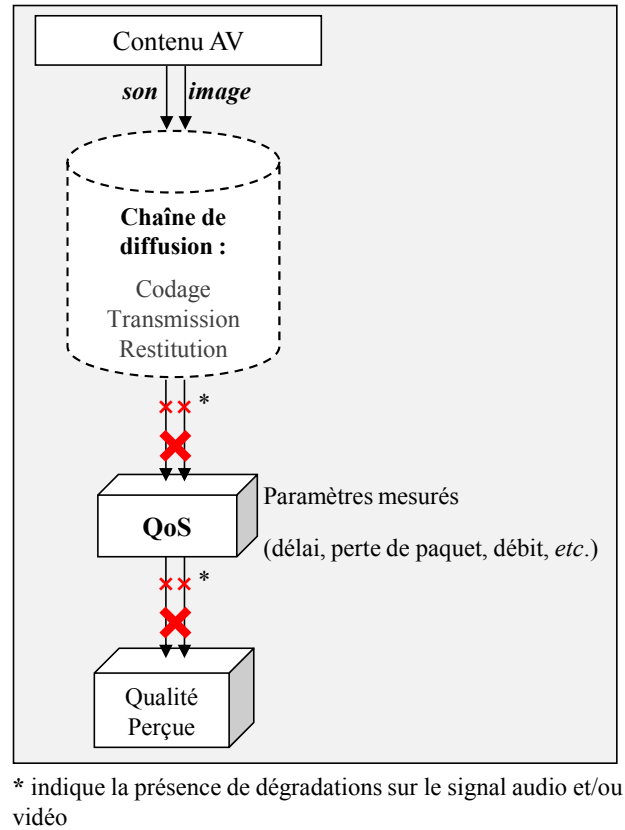 Contenu AV
son image
Chaîne de
diffusion :
Codage
Transmission
Restitution
*
Paramètres mesurés
QoS
(délai, perte de paquet, débit, etc.)
*
Qualité
Perçue
* indique la présence de dégradations sur le signal audio et/ou
vidéo